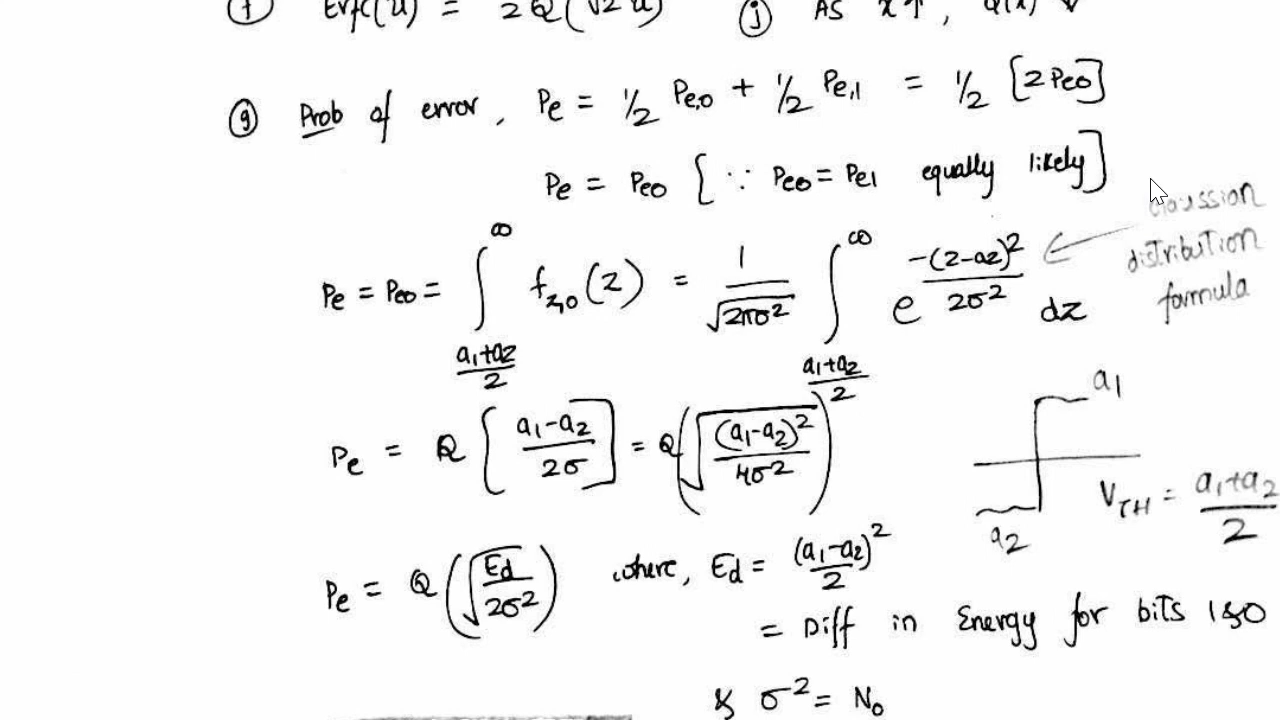 (f) Erfc(u) = 2Q(√2 u) (j) As x↑, Q(x) ↓
(g) Prob of error, Pe = 1/2 Pe,0 + 1/2 Pe,1 = 1/2 [2Pe0]
Pe = Pe0 [∵ Pe0 = Pe1 equally likely]
Pe = Pe0 = ∫_{(a1+a2)/2}^{∞} fz,0(z) = 1/√(2πσ²) ∫_{(a1+a2)/2}^{∞} e^{-(z-a2)²/2σ²} dz
Gaussian
distribution
formula
Pe = Q[(a1-a2)/2σ] = Q(√((a1-a2)²/4σ²))
a1
a2
VTH = (a1+a2)/2
Pe = Q(√(Ed/2σ²)) where, Ed = (a1-a2)²/2
= Diff in Energy for bits 1&0
& σ² = N0